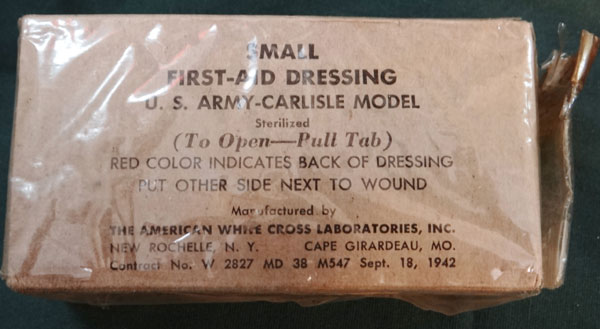 SMALL
FIRST-AID DRESSING
U. S. ARMY-CARLISLE MODEL
Sterilized
(To Open—Pull Tab)
RED COLOR INDICATES BACK OF DRESSING
PUT OTHER SIDE NEXT TO WOUND
Manufactured by
THE AMERICAN WHITE CROSS LABORATORIES, INC.
NEW ROCHELLE, N. Y. CAPE GIRARDEAU, MO.
Contract No. W 2827 MD 38 M547 Sept. 18, 1942